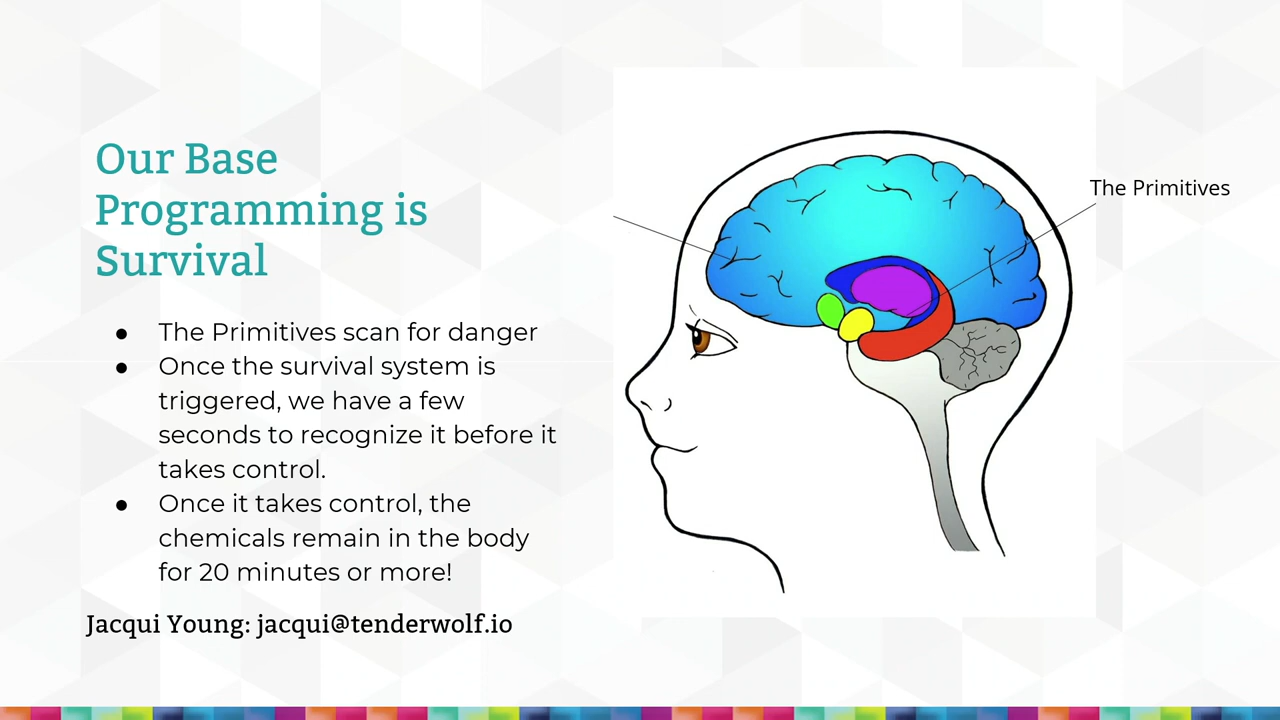 Our Base
Programming is
Survival
● The Primitives scan for danger
● Once the survival system is
triggered, we have a few
seconds to recognize it before it
takes control.
● Once it takes control, the
chemicals remain in the body
for 20 minutes or more!
Jacqui Young: jacqui@tenderwolf.io
The Primitives